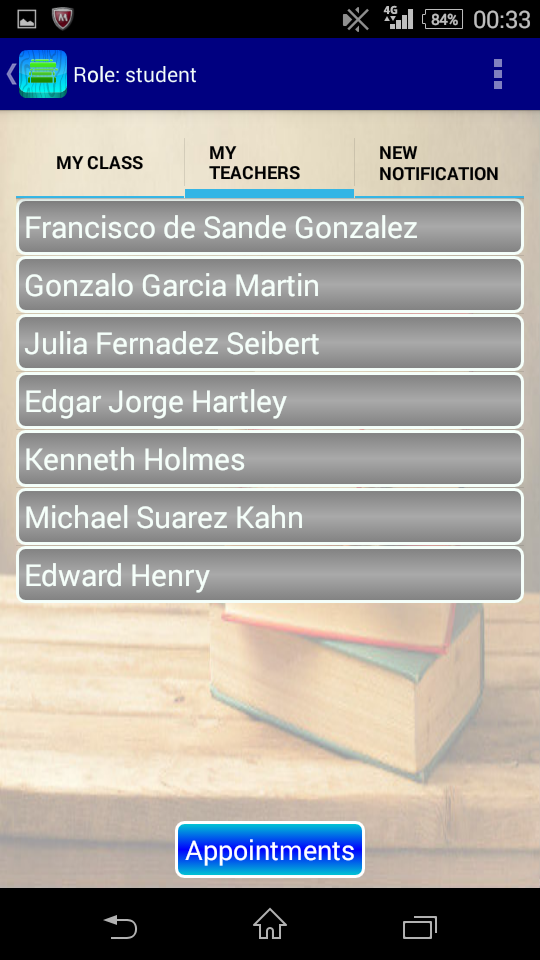 4G 84% 00:33
Role: student
MY CLASS
MY
TEACHERS
NEW
NOTIFICATION
Francisco de Sande Gonzalez
Gonzalo Garcia Martin
Julia Fernadez Seibert
Edgar Jorge Hartley
Kenneth Holmes
Michael Suarez Kahn
Edward Henry
Appointments